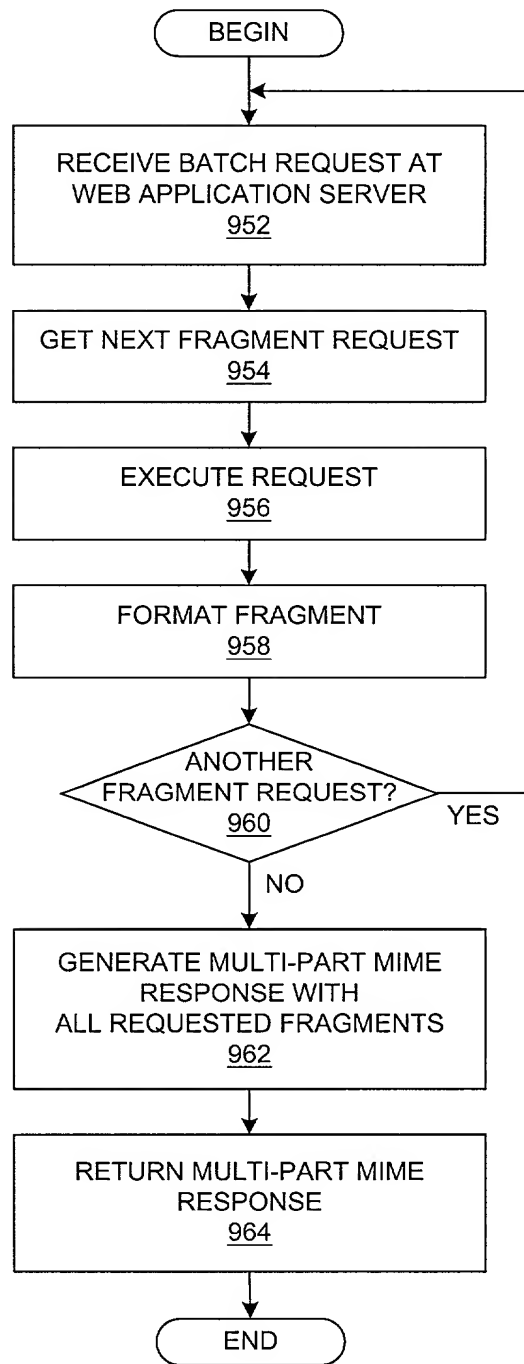 BEGIN
RECEIVE BATCH REQUEST AT
WEB APPLICATION SERVER
952
GET NEXT FRAGMENT REQUEST
954
EXECUTE REQUEST
956
FORMAT FRAGMENT
958
ANOTHER
FRAGMENT REQUEST?
960
YES
NO
GENERATE MULTI-PART MIME
RESPONSE WITH
ALL REQUESTED FRAGMENTS
962
RETURN MULTI-PART MIME
RESPONSE
964
END